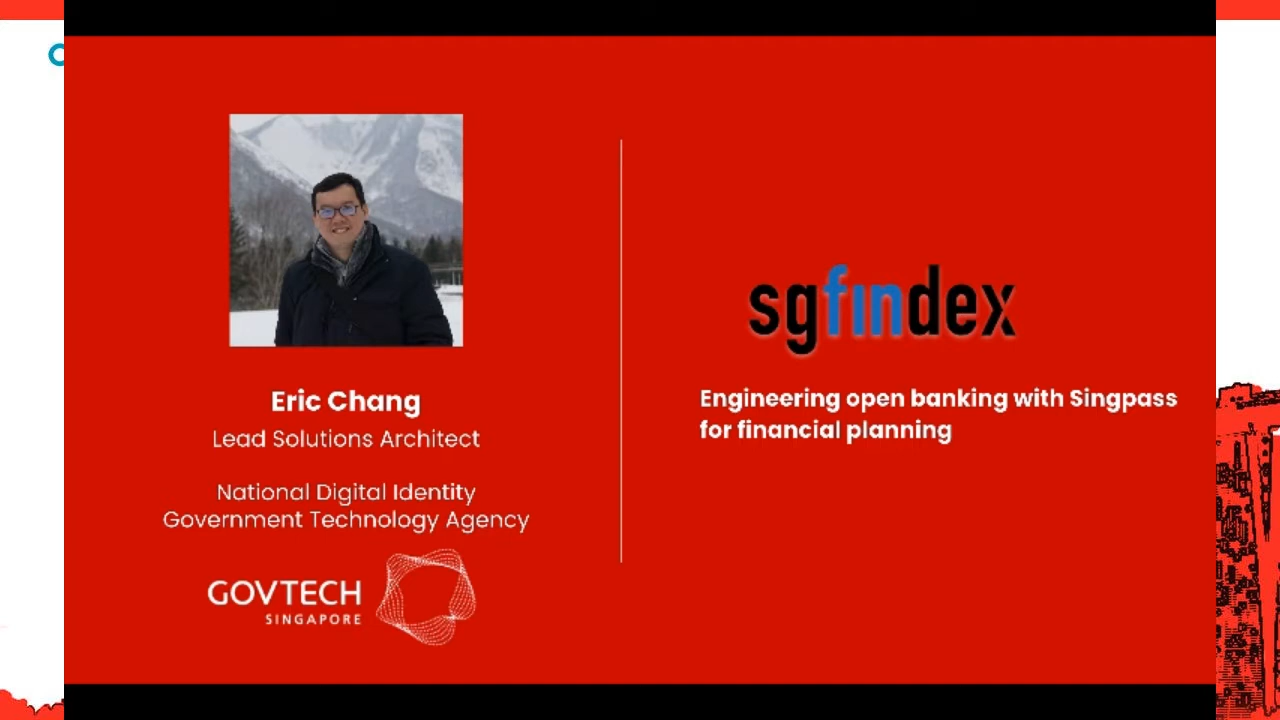 Eric Chang
Lead Solutions Architect
National Digital Identity
Government Technology Agency
GOVTECH
SINGAPORE
sgfindex
Engineering open banking with Singpass
for financial planning